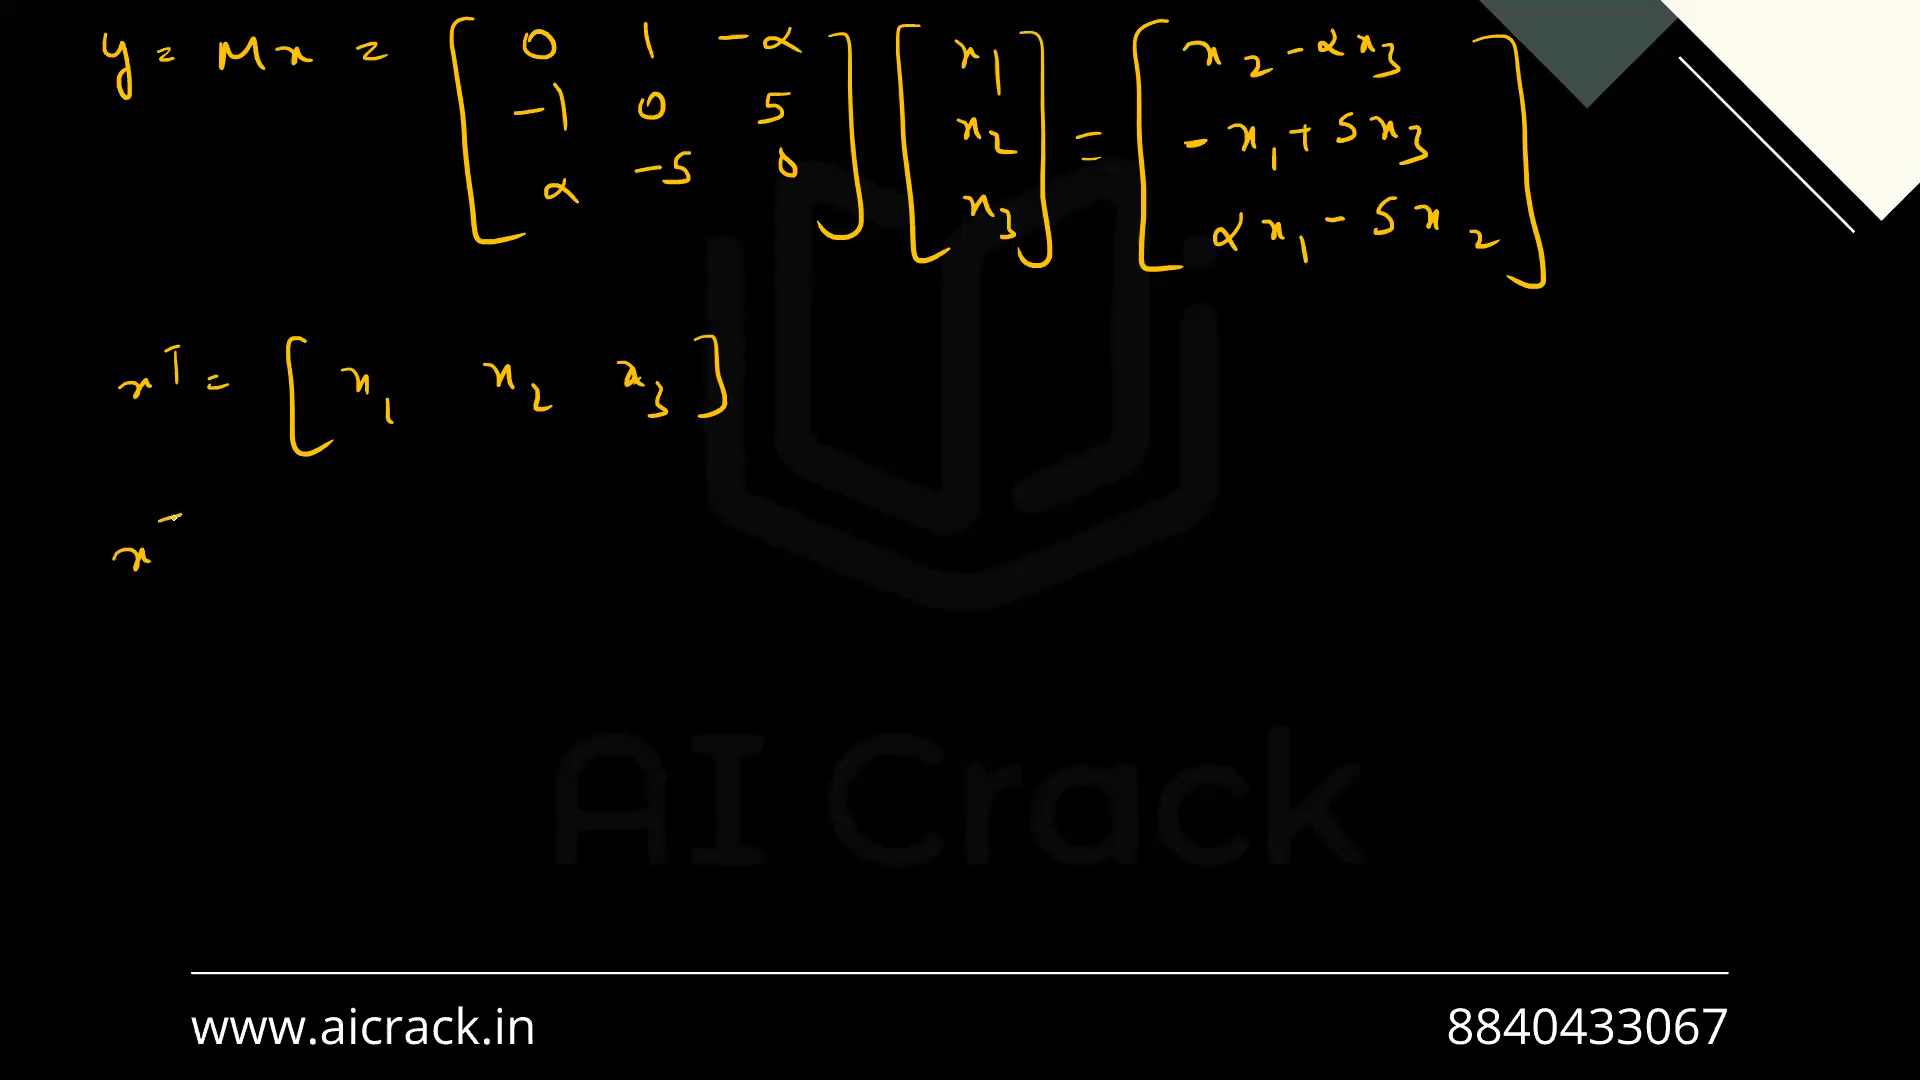 y = Mx = [ 0 1 -α ; -1 0 5 ; α -5 0 ] [ x1 ; x2 ; x3 ] = [ x2 - αx3 ; - x1 + 5x3 ; αx1 - 5x2 ]
xT = [ x1 x2 x3 ]
x
AI Crack
www.aicrack.in 8840433067